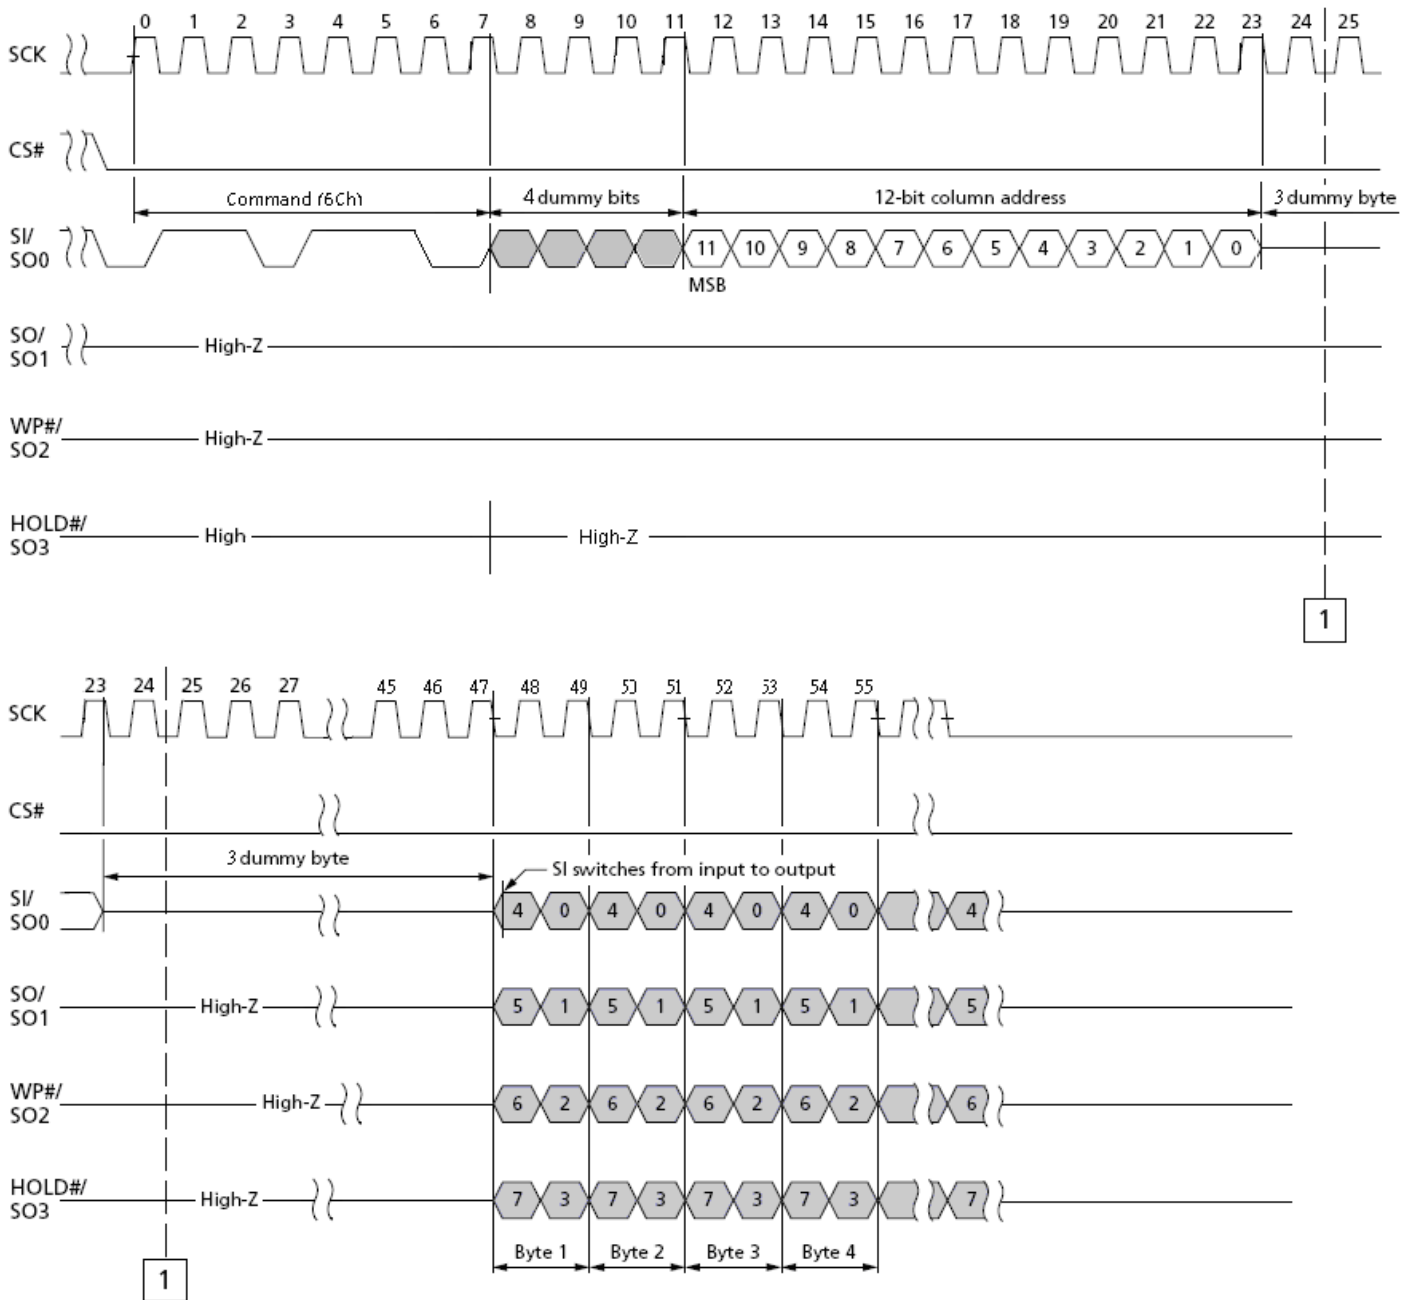 0 1 2 3 4 5 6 7 8 9 10 11 12 13 14 15 16 17 18 19 20 21 22 23 24 25
SCK
CS#
Command (6Ch) 4 dummy bits 12-bit column address 3 dummy byte
SI/
SO0
11 10 9 8 7 6 5 4 3 2 1 0
MSB
SO/
SO1
High-Z
WP#/
SO2
High-Z
HOLD#/
SO3
High High-Z
1
23 24 25 26 27 45 46 47 48 49 50 51 52 53 54 55
SCK
CS#
3 dummy byte
SI switches from input to output
SI/
SO0
4 0 4 0 4 0 4 0 4
SO/
SO1
High-Z 5 1 5 1 5 1 5 1 5
WP#/
SO2
High-Z 6 2 6 2 6 2 6 2 6
HOLD#/
SO3
High-Z 7 3 7 3 7 3 7 3 7
Byte 1 Byte 2 Byte 3 Byte 4
1